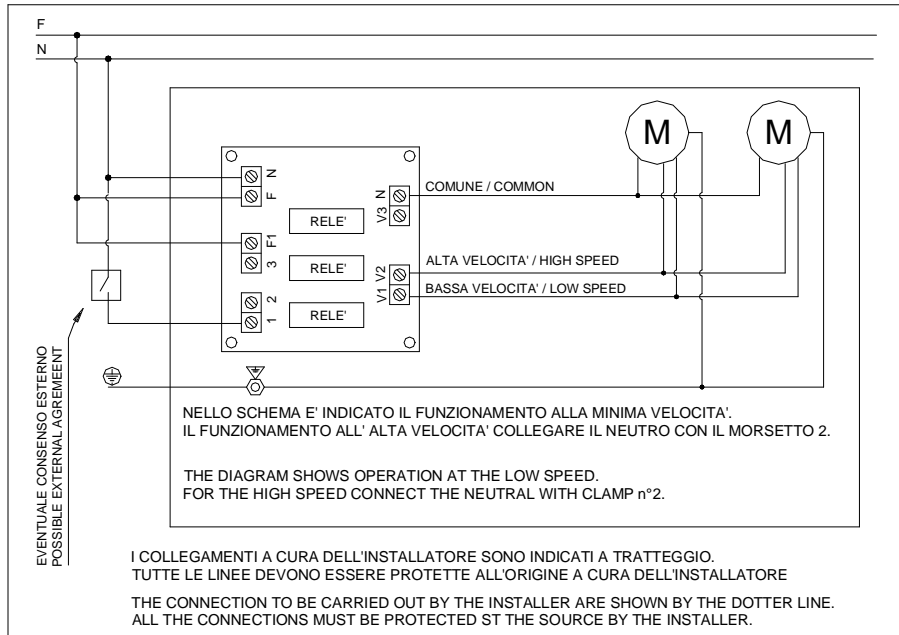 F
N
M
M
N
F
F1
3
2
1
RELE'
RELE'
RELE'
N
V3
V2
V1
COMUNE / COMMON
ALTA VELOCITA' / HIGH SPEED
BASSA VELOCITA' / LOW SPEED
EVENTUALE CONSENSO ESTERNO
POSSIBLE EXTERNAL AGREMEENT
NELLO SCHEMA E' INDICATO IL FUNZIONAMENTO ALLA MINIMA VELOCITA'.
IL FUNZIONAMENTO ALL' ALTA VELOCITA' COLLEGARE IL NEUTRO CON IL MORSETTO 2.
THE DIAGRAM SHOWS OPERATION AT THE LOW SPEED.
FOR THE HIGH SPEED CONNECT THE NEUTRAL WITH CLAMP n°2.
I COLLEGAMENTI A CURA DELL'INSTALLATORE SONO INDICATI A TRATTEGGIO.
TUTTE LE LINEE DEVONO ESSERE PROTETTE ALL'ORIGINE A CURA DELL'INSTALLATORE
THE CONNECTION TO BE CARRIED OUT BY THE INSTALLER ARE SHOWN BY THE DOTTER LINE.
ALL THE CONNECTIONS MUST BE PROTECTED ST THE SOURCE BY THE INSTALLER.